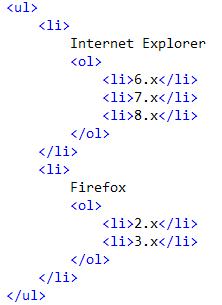 <ul>
    <li>
        Internet Explorer
        <ol>
            <li>6.x</li>
            <li>7.x</li>
            <li>8.x</li>
        </ol>
    </li>
    <li>
        Firefox
        <ol>
            <li>2.x</li>
            <li>3.x</li>
        </ol>
    </li>
</ul>